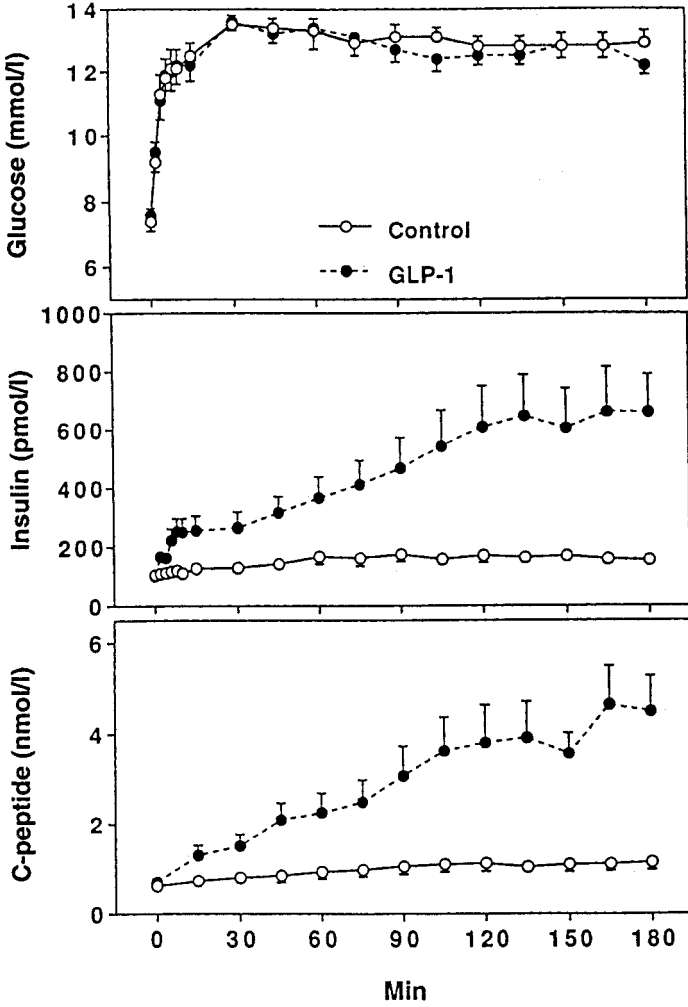 Glucose (mmol/l)
14
12
10
8
6
Control
GLP-1
Insulin (pmol/l)
1000
800
600
400
200
0
C-peptide (nmol/l)
6
4
2
0
0 30 60 90 120 150 180
Min